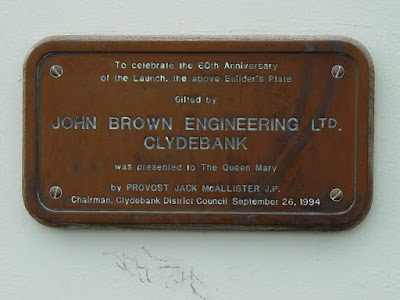 To celebrate the 60th Anniversary
of the Launch, the above Builder's Plate
Gifted by
JOHN BROWN ENGINEERING LTD.
CLYDEBANK
was presented to The Queen Mary
by PROVOST JACK McALLISTER J.P.
Chairman, Clydebank District Council September 26, 1994